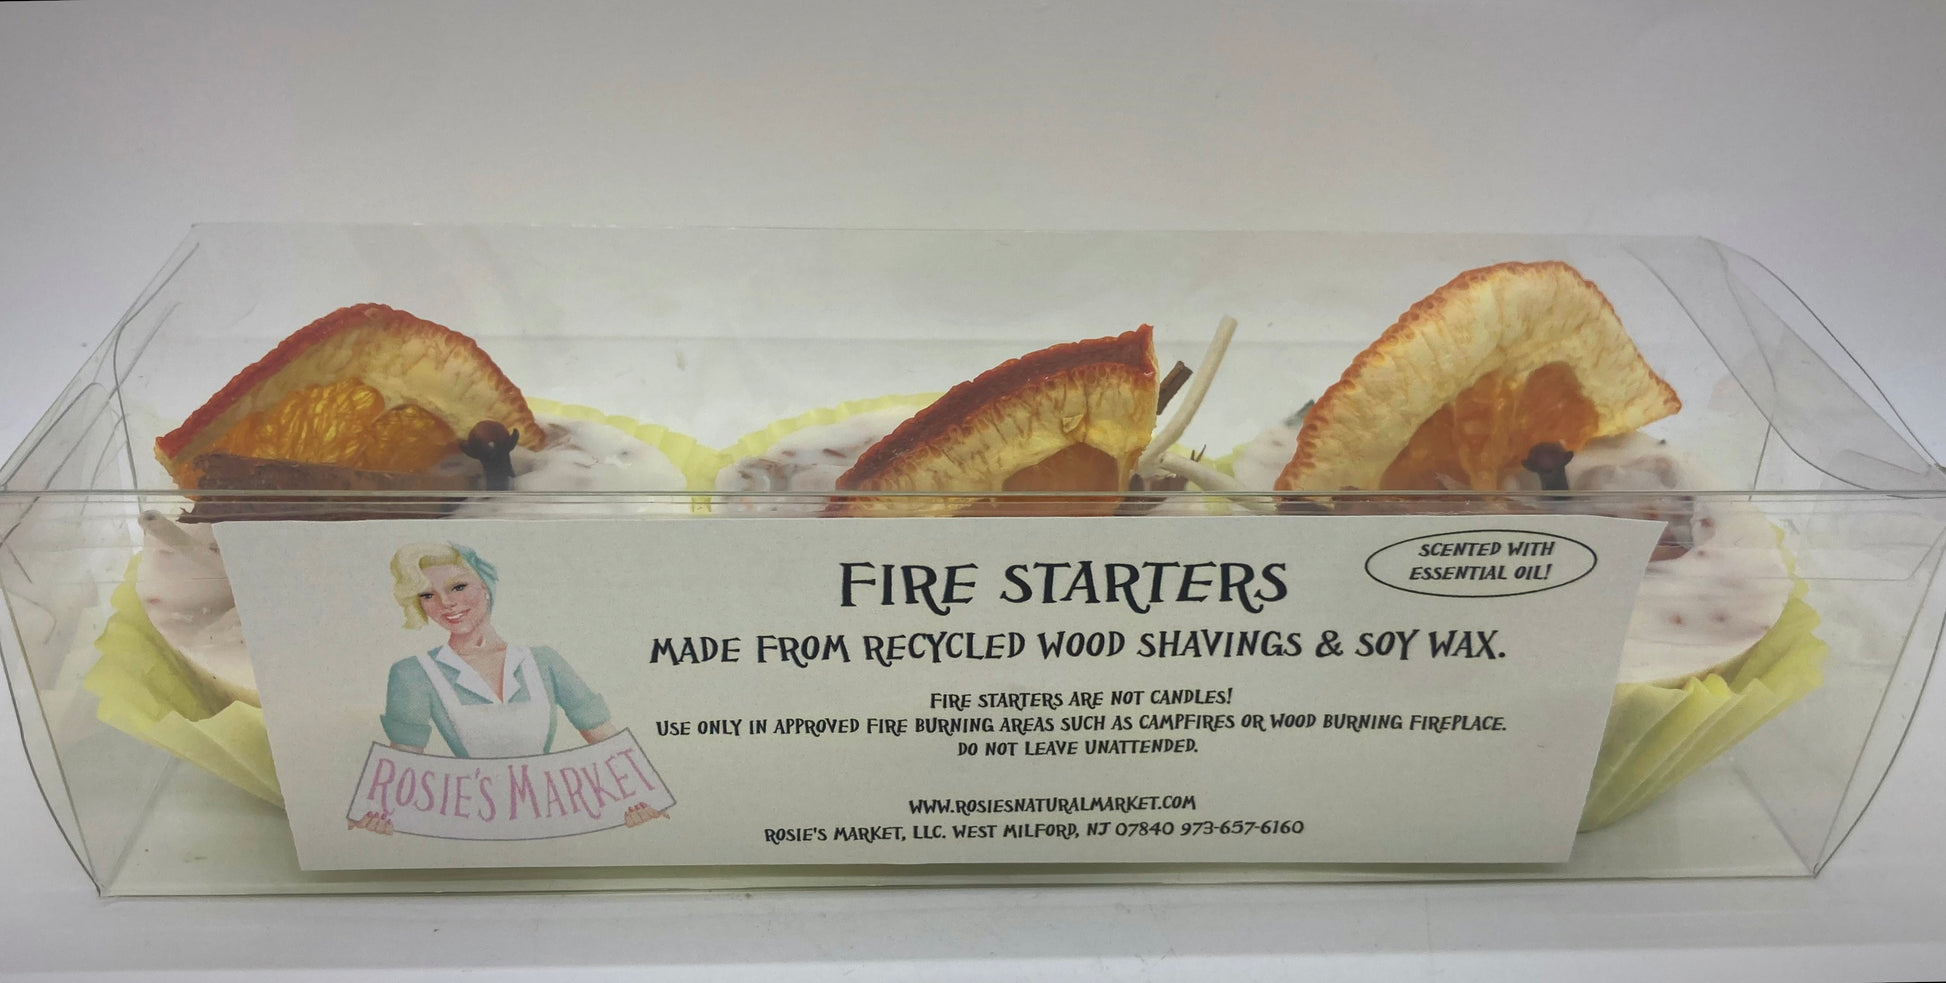 SCENTED WITH
ESSENTIAL OIL!
FIRE STARTERS
MADE FROM RECYCLED WOOD SHAVINGS & SOY WAX.
FIRE STARTERS ARE NOT CANDLES!
USE ONLY IN APPROVED FIRE BURNING AREAS SUCH AS CAMPFIRES OR WOOD BURNING FIREPLACE.
DO NOT LEAVE UNATTENDED.
ROSIE'S MARKET
WWW.ROSIESNATURALMARKET.COM
ROSIE'S MARKET, LLC. WEST MILFORD, NJ 07840 973-657-6160